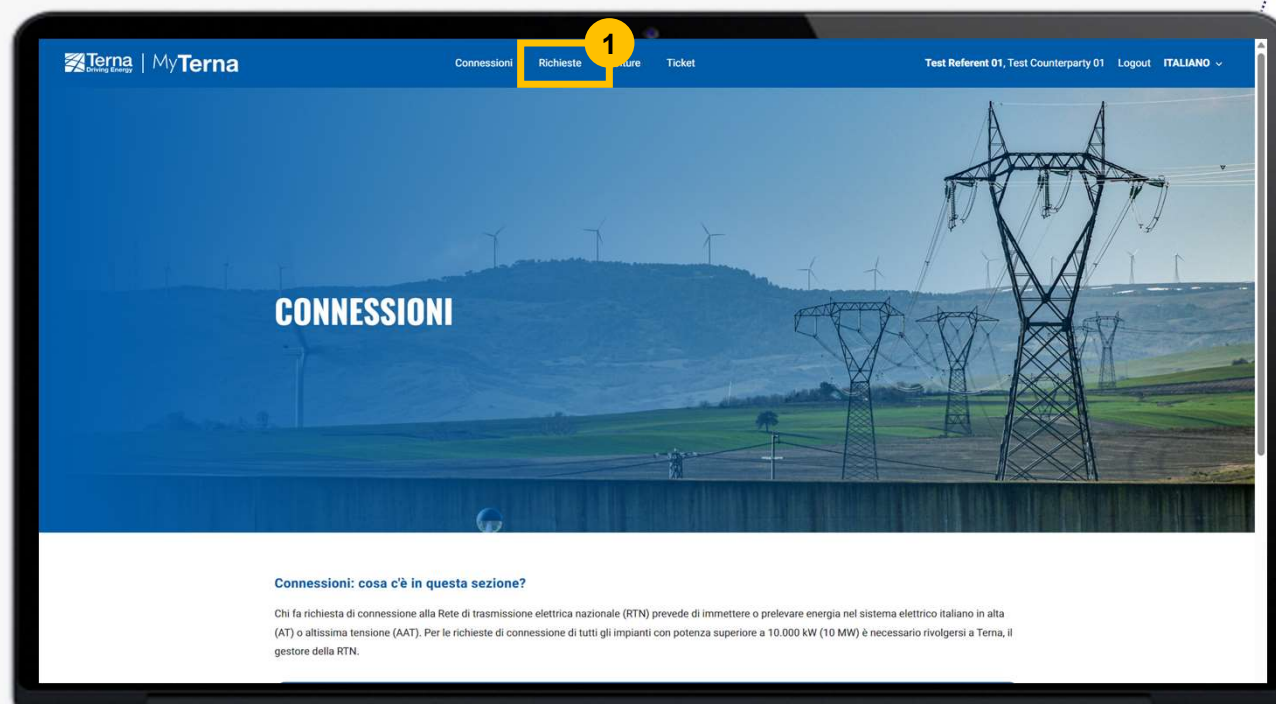 1
Terna
Driving Energy
MyTerna
Connessioni Richieste Ticket
Test Referent 01, Test Counterparty 01 Logout ITALIANO
CONNESSIONI
Connessioni: cosa c'è in questa sezione?
Chi fa richiesta di connessione alla Rete di trasmissione elettrica nazionale (RTN) prevede di immettere o prelevare energia nel sistema elettrico italiano in alta
(AT) o altissima tensione (AAT). Per le richieste di connessione di tutti gli impianti con potenza superiore a 10.000 kW (10 MW) è necessario rivolgersi a Terna, il
gestore della RTN.